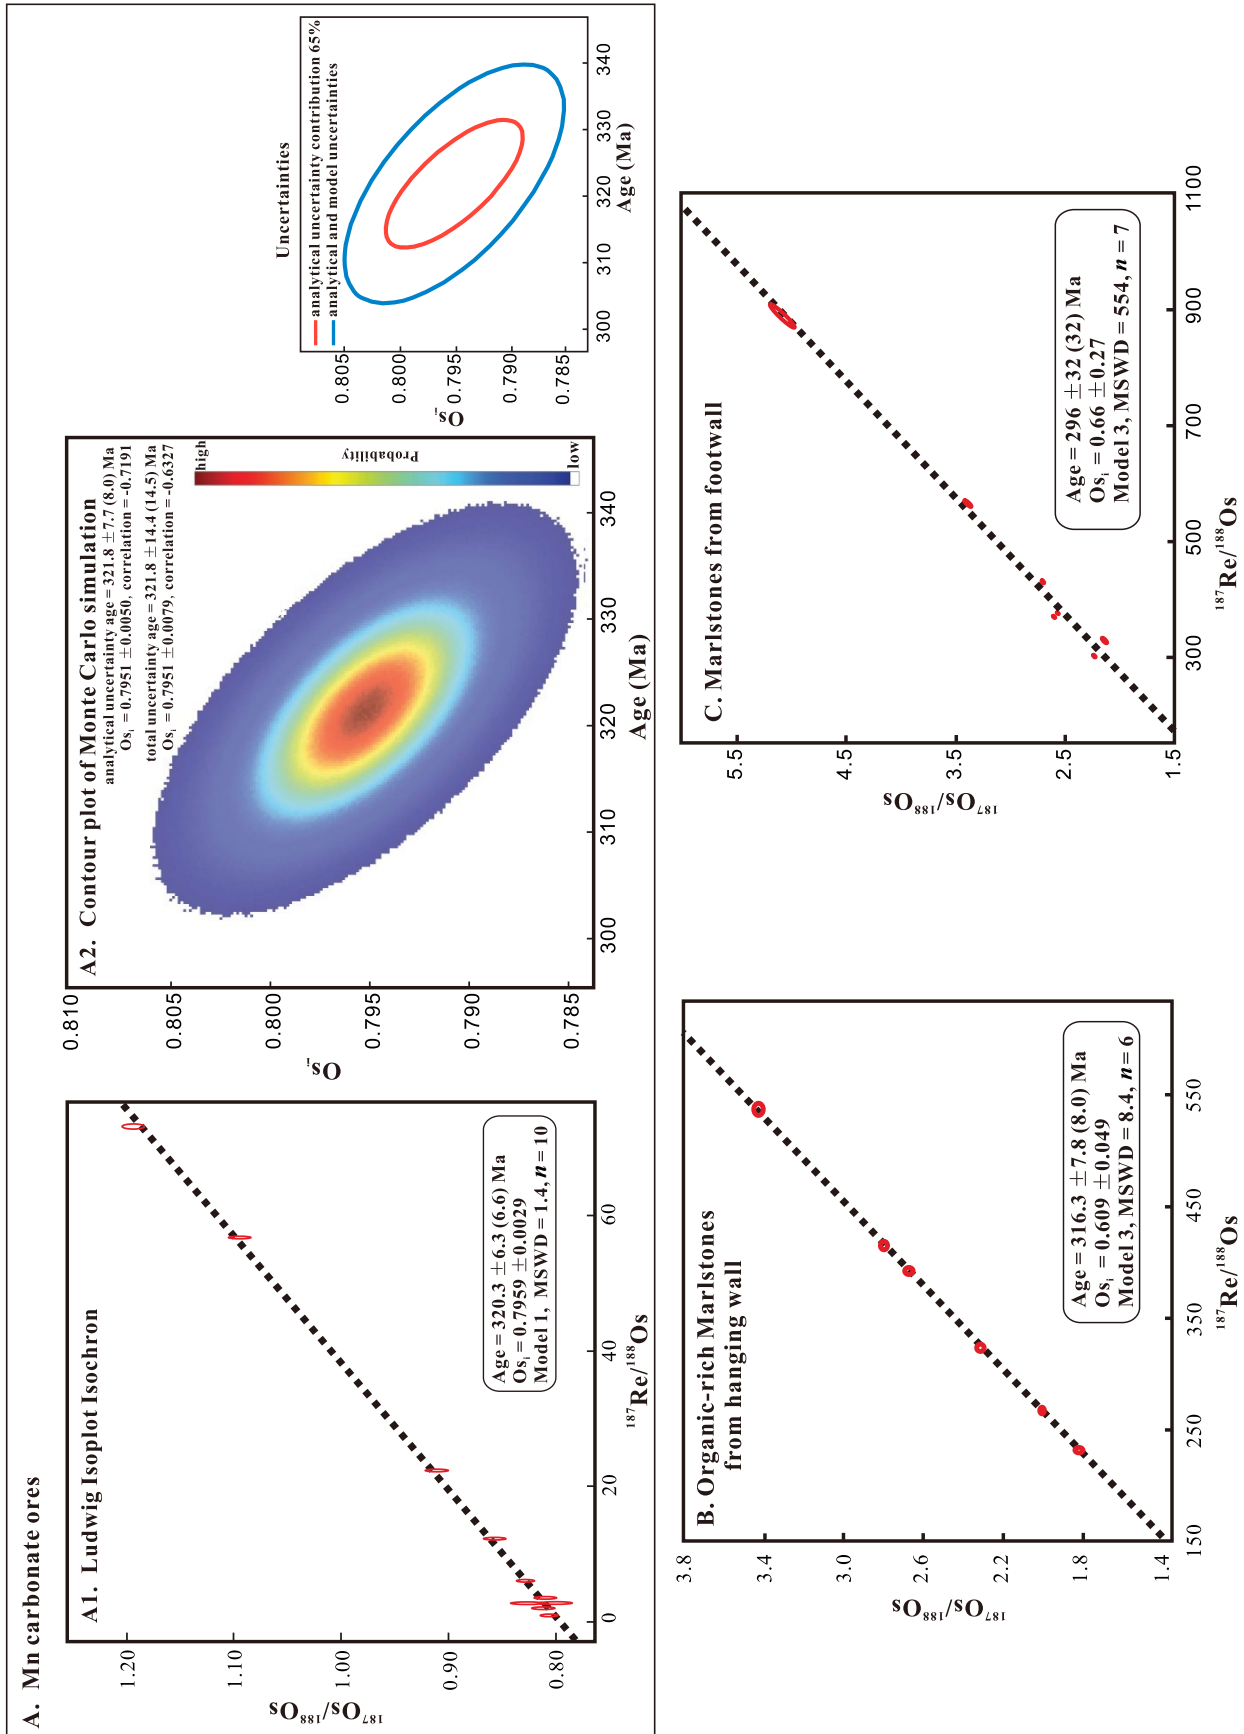 A. Mn carbonate ores
A1. Ludwig Isoplot Isochron
1.20
1.10
1.00
0.90
0.80
¹⁸⁷Os/¹⁸⁸Os
0
20
40
60
¹⁸⁷Re/¹⁸⁸Os
Age = 320.3 ±6.3 (6.6) Ma
Osᵢ = 0.7959 ±0.0029
Model 1, MSWD = 1.4, n = 10
A2. Contour plot of Monte Carlo simulation
analytical uncertainty age = 321.8 ±7.7 (8.0) Ma
Osᵢ = 0.7951 ±0.0050, correlation = -0.7191
total uncertainty age = 321.8 ±14.4 (14.5) Ma
Osᵢ = 0.7951 ±0.0079, correlation = -0.6327
high
Probability
low
0.810
0.805
0.800
0.795
0.790
0.785
Osᵢ
300
310
320
330
340
Age (Ma)
Uncertainties
analytical uncertainty contribution 65%
analytical and model uncertainties
0.805
0.800
0.795
0.790
0.785
Osᵢ
300
310
320
330
340
Age (Ma)
B. Organic-rich Marlstones
from hanging wall
3.8
3.4
3.0
2.6
2.2
1.8
1.4
¹⁸⁷Os/¹⁸⁸Os
150
250
350
450
550
¹⁸⁷Re/¹⁸⁸Os
Age = 316.3 ±7.8 (8.0) Ma
Osᵢ = 0.609 ±0.049
Model 3, MSWD = 8.4, n = 6
C. Marlstones from footwall
5.5
4.5
3.5
2.5
1.5
¹⁸⁷Os/¹⁸⁸Os
300
500
700
900
1100
¹⁸⁷Re/¹⁸⁸Os
Age = 296 ±32 (32) Ma
Osᵢ = 0.66 ±0.27
Model 3, MSWD = 554, n = 7